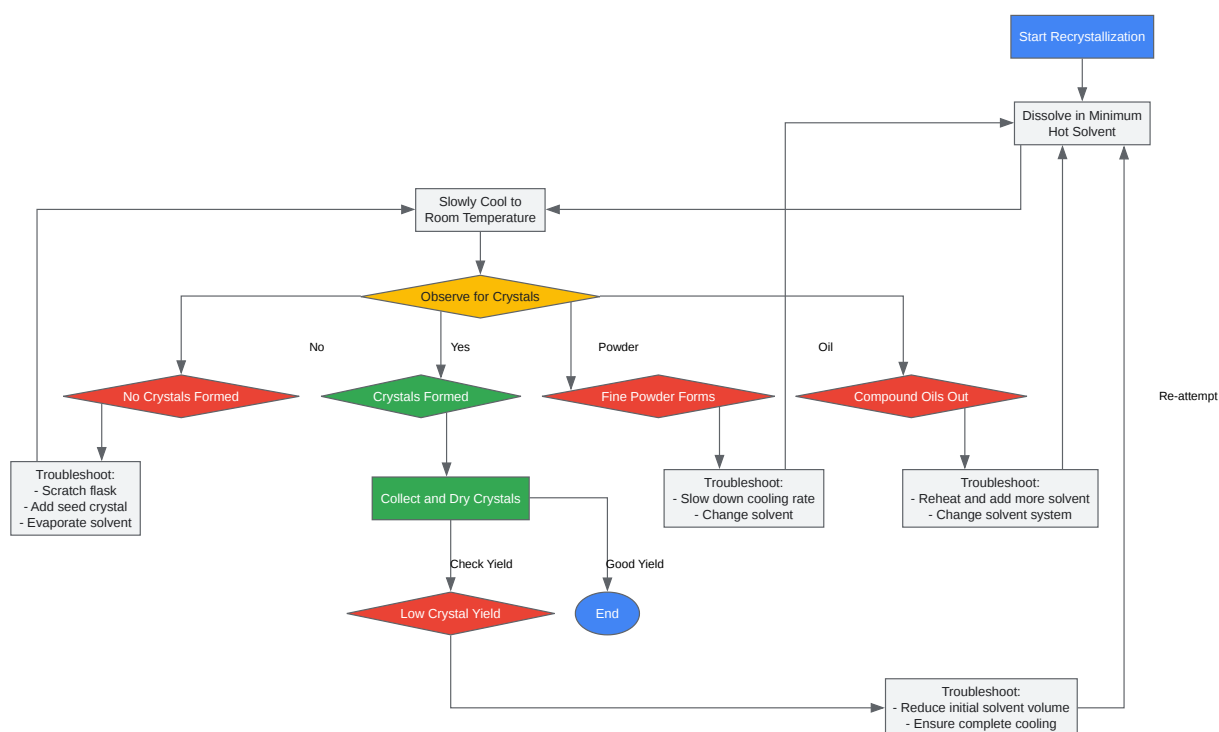 Start Recrystallization
Dissolve in Minimum
Hot Solvent
Slowly Cool to
Room Temperature
Observe for Crystals
No
Yes
Powder
Oil
No Crystals Formed
Crystals Formed
Fine Powder Forms
Compound Oils Out
Re-attempt
Troubleshoot:
- Scratch flask
- Add seed crystal
- Evaporate solvent
Collect and Dry Crystals
Troubleshoot:
- Slow down cooling rate
- Change solvent
Troubleshoot:
- Reheat and add more solvent
- Change solvent system
Check Yield
Good Yield
Low Crystal Yield
End
Troubleshoot:
- Reduce initial solvent volume
- Ensure complete cooling